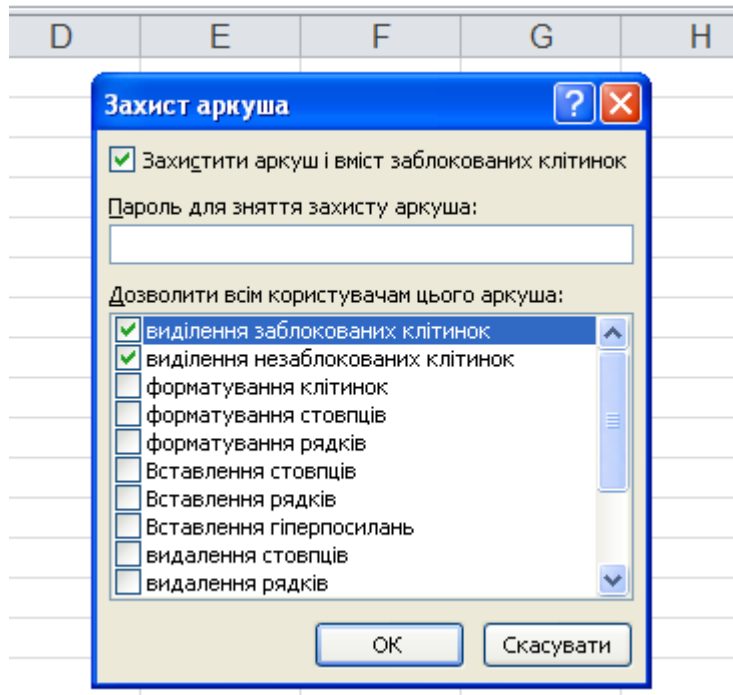 D E F G H
Захист аркуша
Захистити аркуш і вміст заблокованих клітинок
Пароль для зняття захисту аркуша:
Дозволити всім користувачам цього аркуша:
виділення заблокованих клітинок
виділення незаблокованих клітинок
форматування клітинок
форматування стовпців
форматування рядків
Вставлення стовпців
Вставлення рядків
Вставлення гіперпосилань
видалення стовпців
видалення рядків
ОК Скасувати